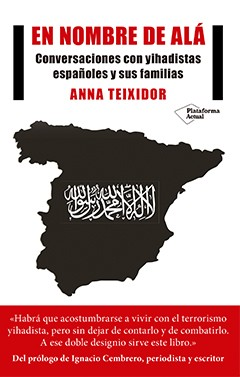 EN NOMBRE DE ALÁ
Conversaciones con yihadistas
españoles y sus familias
ANNA TEIXIDOR
Plataforma
Actual
لا إله إلا الله محمد رسول الله
«Habrá que acostumbrarse a vivir con el terrorismo
yihadista, pero sin dejar de contarlo y de combatirlo.
A ese doble designio sirve este libro.»
Del prólogo de Ignacio Cembrero, periodista y escritor